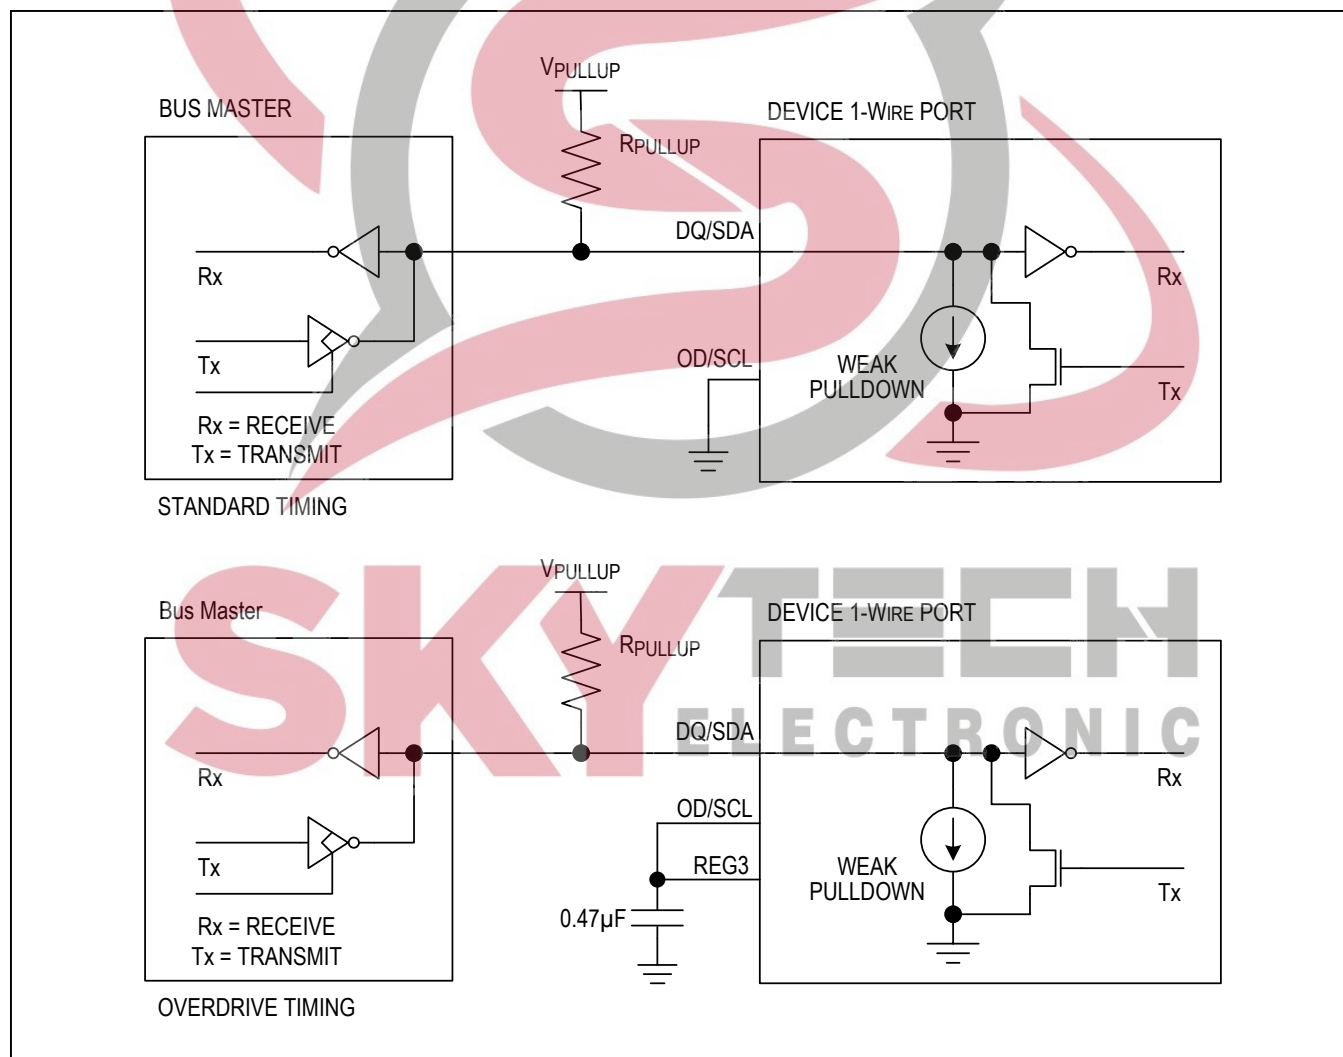 VPULLUP
BUS MASTER
DEVICE 1-WIRE PORT
RPULLUP
DQ/SDA
Rx
Rx
Tx
OD/SCL
WEAK
PULLDOWN
Tx
Rx = RECEIVE
Tx = TRANSMIT
STANDARD TIMING
SKYTECH
ELECTRONIC
VPULLUP
Bus Master
DEVICE 1-WIRE PORT
RPULLUP
DQ/SDA
Rx
Rx
OD/SCL
Tx
REG3
WEAK
PULLDOWN
Tx
0.47µF
Rx = RECEIVE
Tx = TRANSMIT
OVERDRIVE TIMING